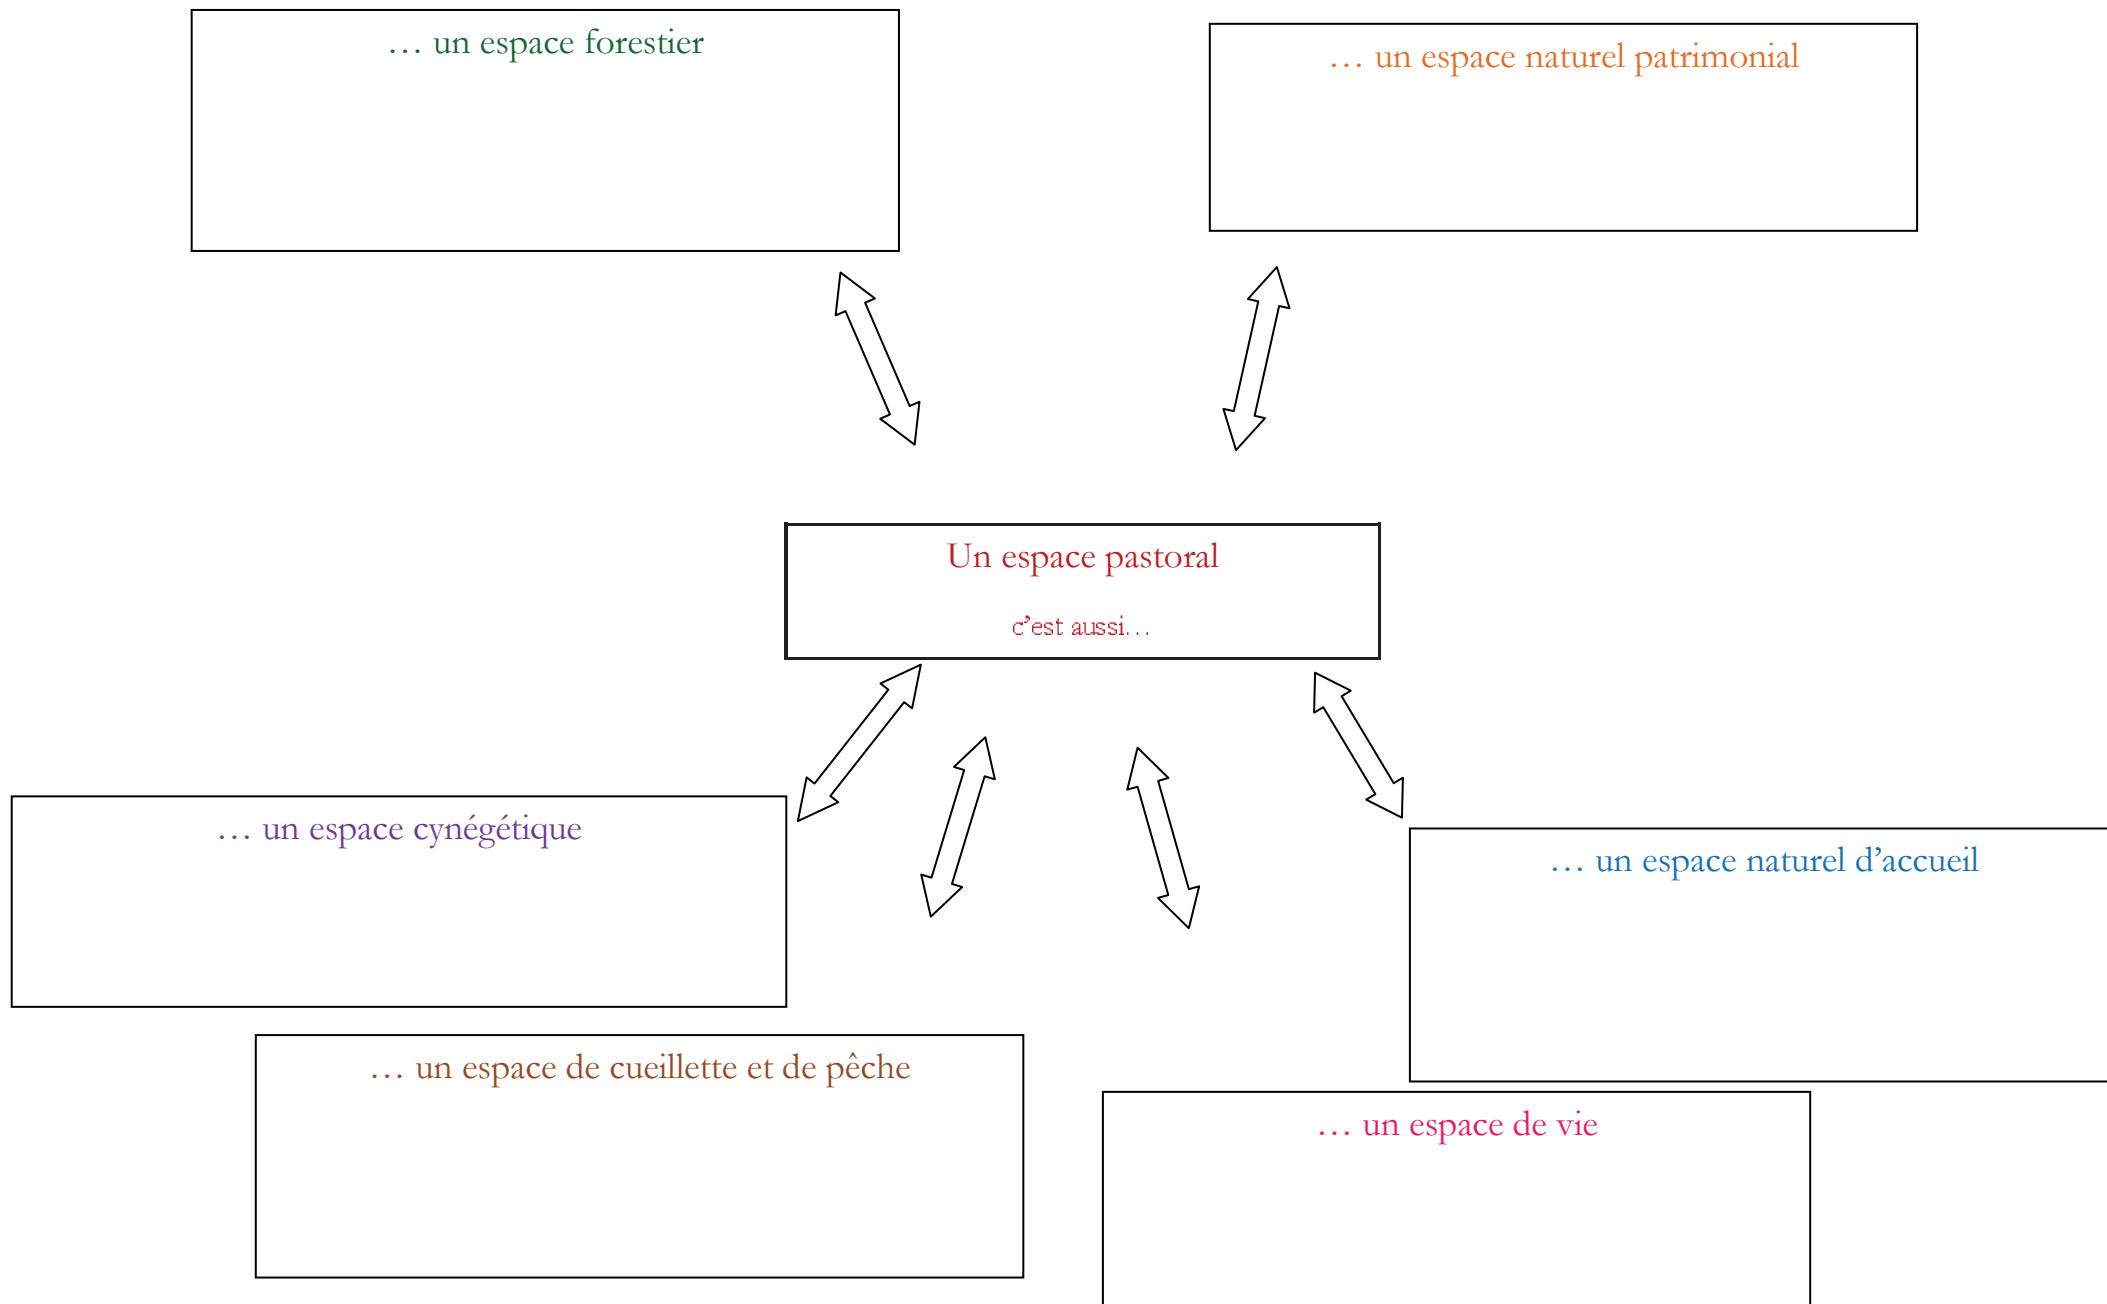 … un espace forestier
… un espace naturel patrimonial
Un espace pastoral
c’est aussi…
… un espace cynégétique
… un espace naturel d’accueil
… un espace de cueillette et de pêche
… un espace de vie